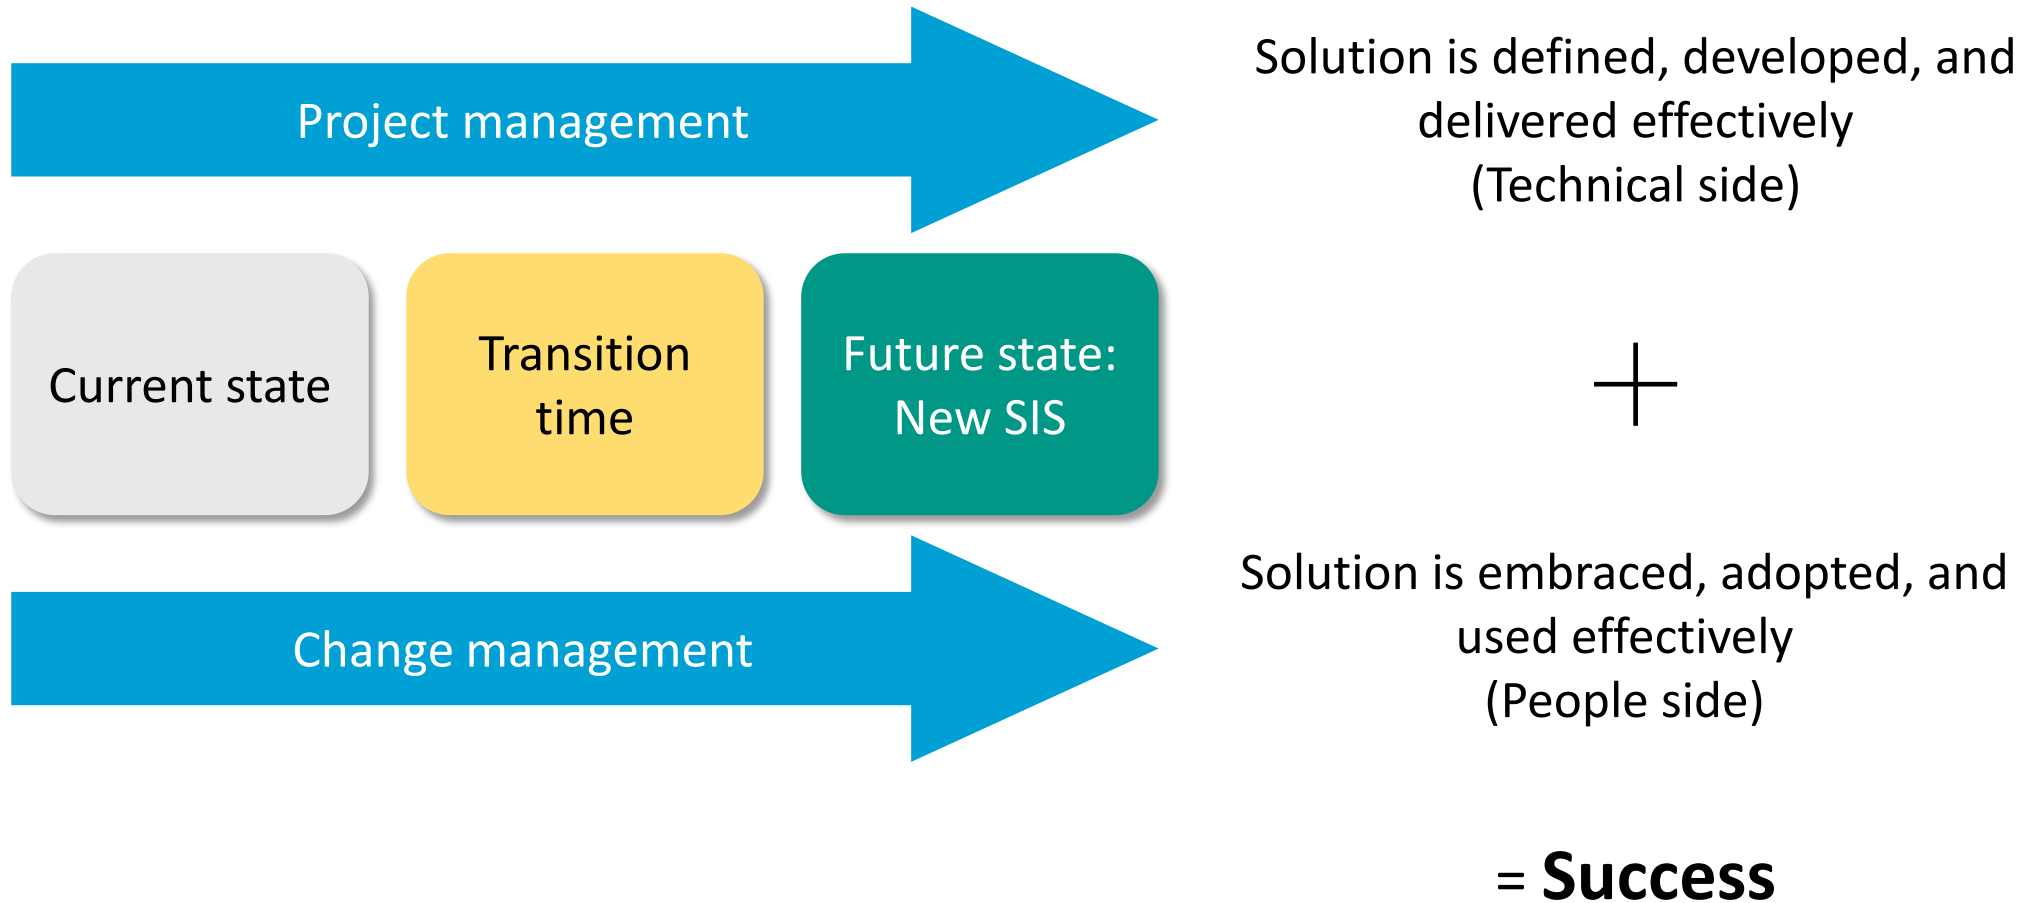 Project management
Solution is defined, developed, and
delivered effectively
(Technical side)
Current state
Transition
time
Future state:
New SIS
+
Change management
Solution is embraced, adopted, and
used effectively
(People side)
= Success